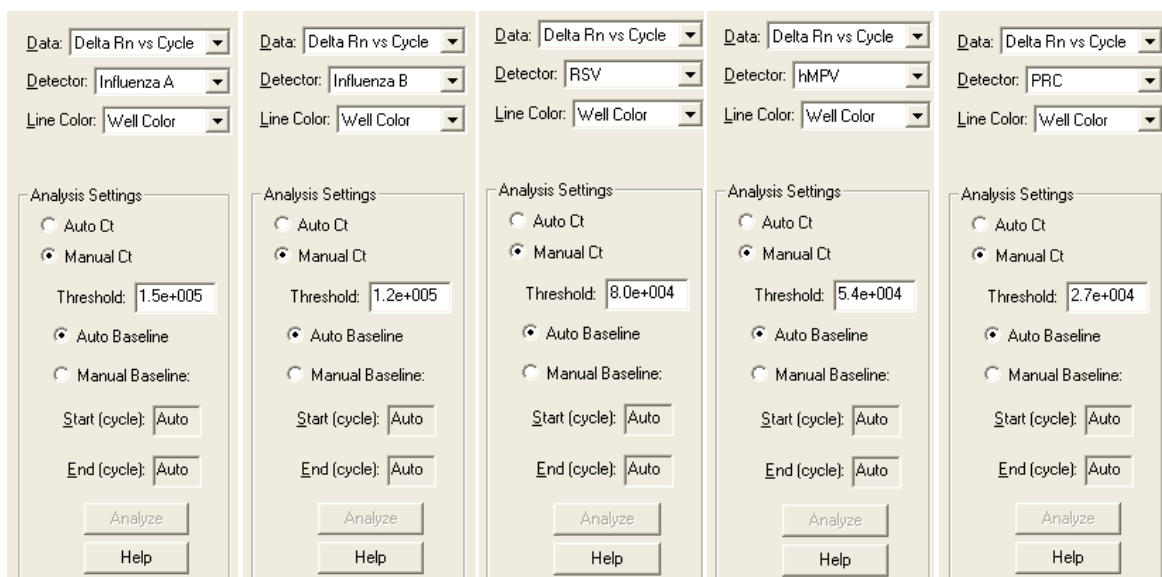 Data: Delta Rn vs Cycle
Detector: Influenza A
Line Color: Well Color
Analysis Settings
Auto Ct
Manual Ct
Threshold: 1.5e+005
Auto Baseline
Manual Baseline:
Start (cycle): Auto
End (cycle): Auto
Analyze
Help
Data: Delta Rn vs Cycle
Detector: Influenza B
Line Color: Well Color
Analysis Settings
Auto Ct
Manual Ct
Threshold: 1.2e+005
Auto Baseline
Manual Baseline:
Start (cycle): Auto
End (cycle): Auto
Analyze
Help
Data: Delta Rn vs Cycle
Detector: RSV
Line Color: Well Color
Analysis Settings
Auto Ct
Manual Ct
Threshold: 8.0e+004
Auto Baseline
Manual Baseline:
Start (cycle): Auto
End (cycle): Auto
Analyze
Help
Data: Delta Rn vs Cycle
Detector: hMPV
Line Color: Well Color
Analysis Settings
Auto Ct
Manual Ct
Threshold: 5.4e+004
Auto Baseline
Manual Baseline:
Start (cycle): Auto
End (cycle): Auto
Analyze
Help
Data: Delta Rn vs Cycle
Detector: PRC
Line Color: Well Color
Analysis Settings
Auto Ct
Manual Ct
Threshold: 2.7e+004
Auto Baseline
Manual Baseline:
Start (cycle): Auto
End (cycle): Auto
Analyze
Help